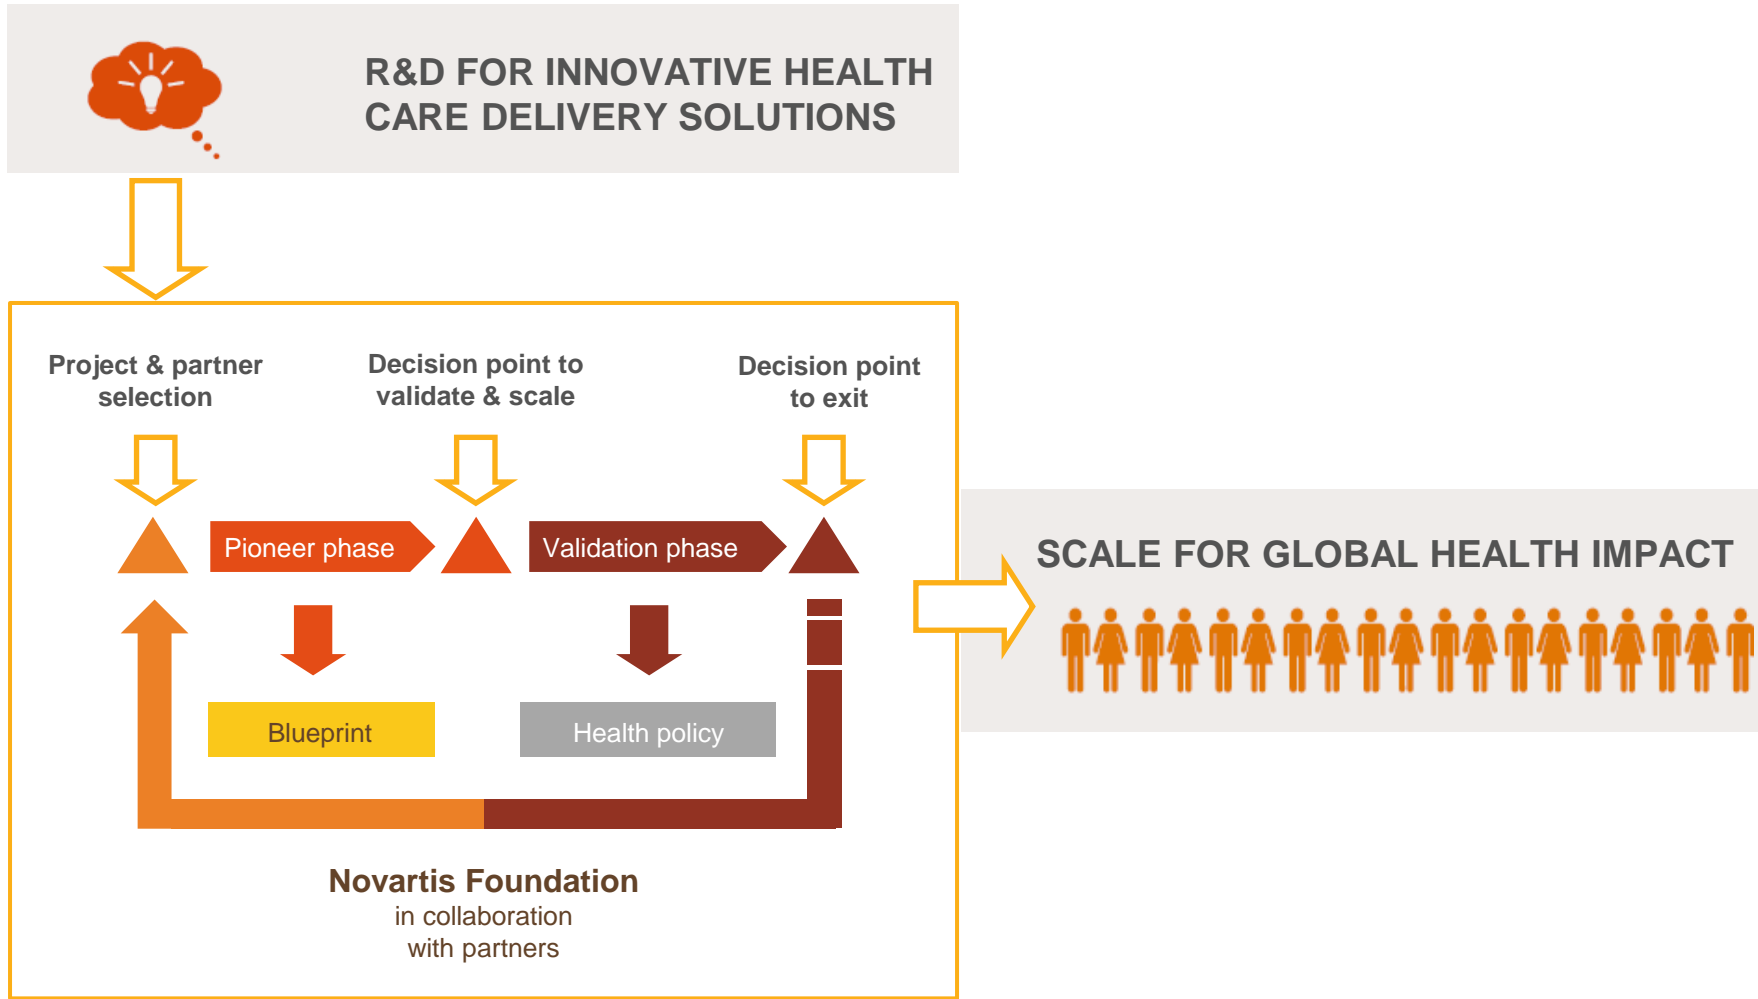 R&D FOR INNOVATIVE HEALTH
CARE DELIVERY SOLUTIONS
Project & partner
selection
Decision point to
validate & scale
Decision point
to exit
Pioneer phase
Validation phase
Blueprint
Health policy
Novartis Foundation
in collaboration
with partners
SCALE FOR GLOBAL HEALTH IMPACT